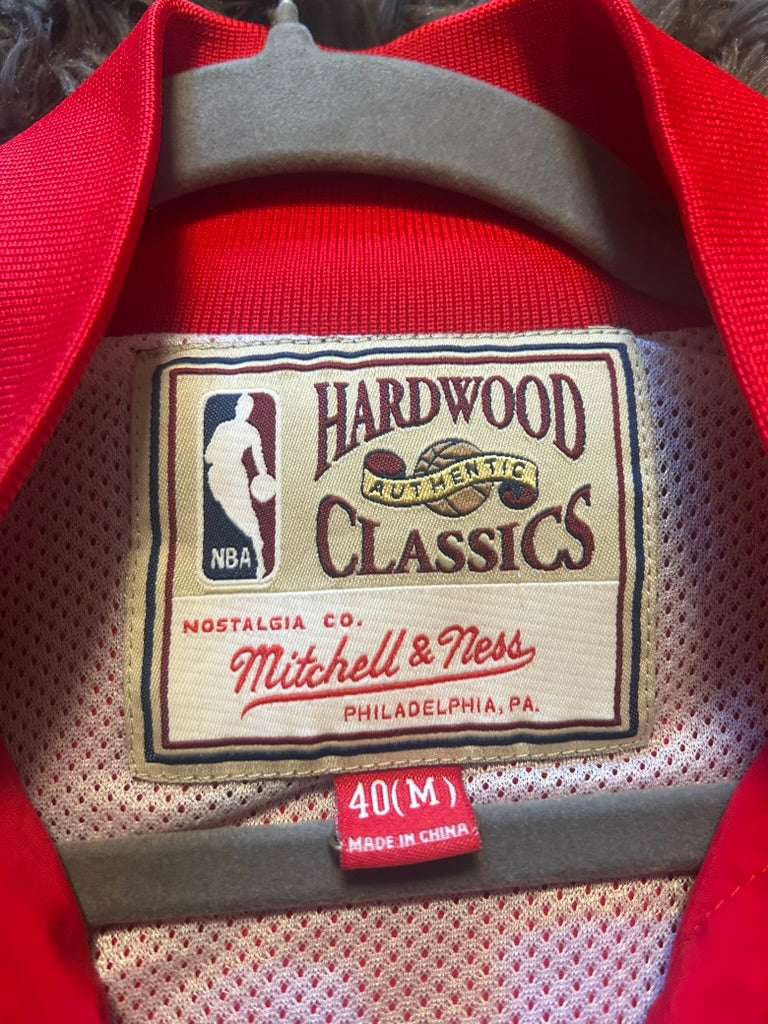 HARDWOOD
AUTHENTIC
CLASSICS
NBA
NOSTALGIA CO.
Mitchell & Ness
PHILADELPHIA, PA.
40(M)
MADE IN CHINA